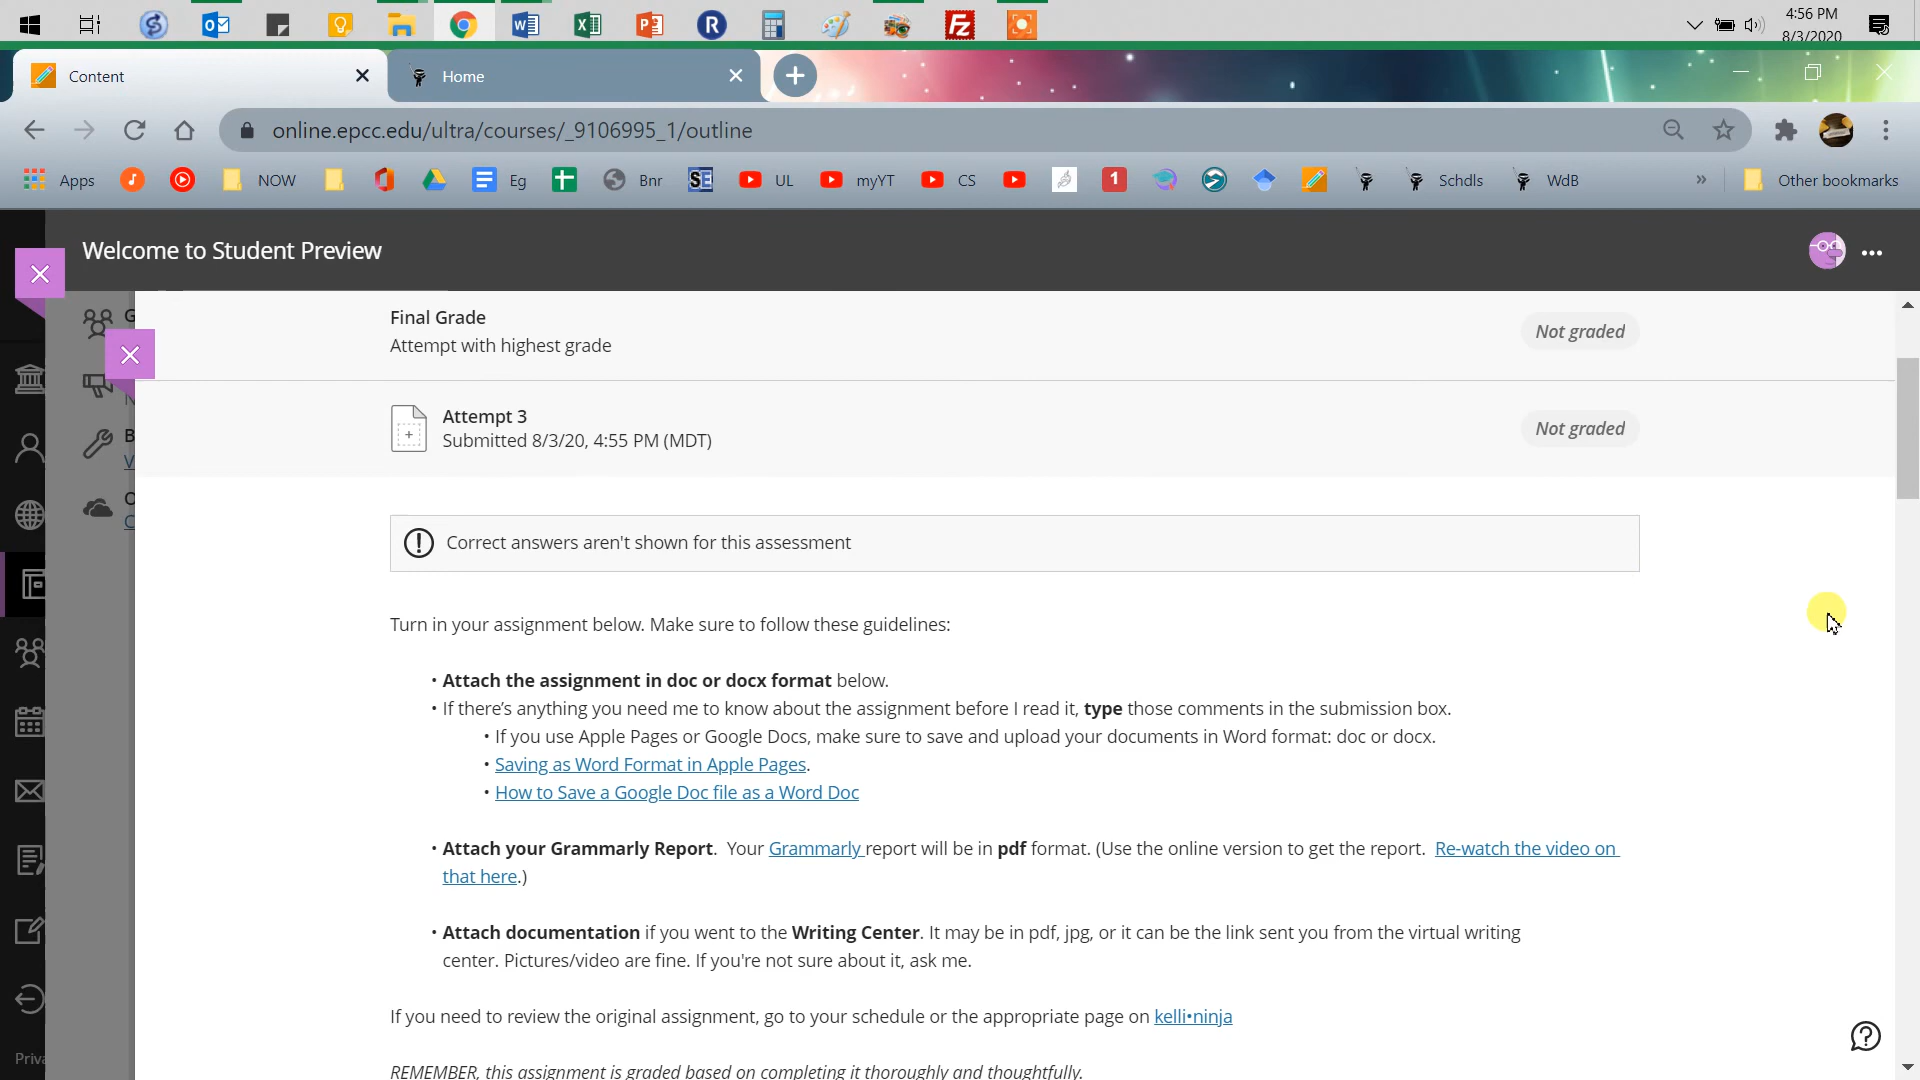 4:56 PM
8/3/2020
Content
Home
online.epcc.edu/ultra/courses/_9106995_1/outline
Apps
NOW
Eg
Bnr
SE
UL
myYT
CS
1
Schdls
WdB
»
Other bookmarks
Welcome to Student Preview
G
Final Grade
Not graded
Attempt with highest grade
N
Attempt 3
Not graded
Submitted 8/3/20, 4:55 PM (MDT)
B
V
O
C
Correct answers aren't shown for this assessment
Turn in your assignment below. Make sure to follow these guidelines:
• Attach the assignment in doc or docx format below.
• If there's anything you need me to know about the assignment before I read it, type those comments in the submission box.
• If you use Apple Pages or Google Docs, make sure to save and upload your documents in Word format: doc or docx.
• Saving as Word Format in Apple Pages.
• How to Save a Google Doc file as a Word Doc
• Attach your Grammarly Report. Your Grammarly report will be in pdf format. (Use the online version to get the report. Re-watch the video on
that here.)
• Attach documentation if you went to the Writing Center. It may be in pdf, jpg, or it can be the link sent you from the virtual writing
center. Pictures/video are fine. If you're not sure about it, ask me.
If you need to review the original assignment, go to your schedule or the appropriate page on kelli•ninja
Priva
REMEMBER, this assignment is graded based on completing it thoroughly and thoughtfully.